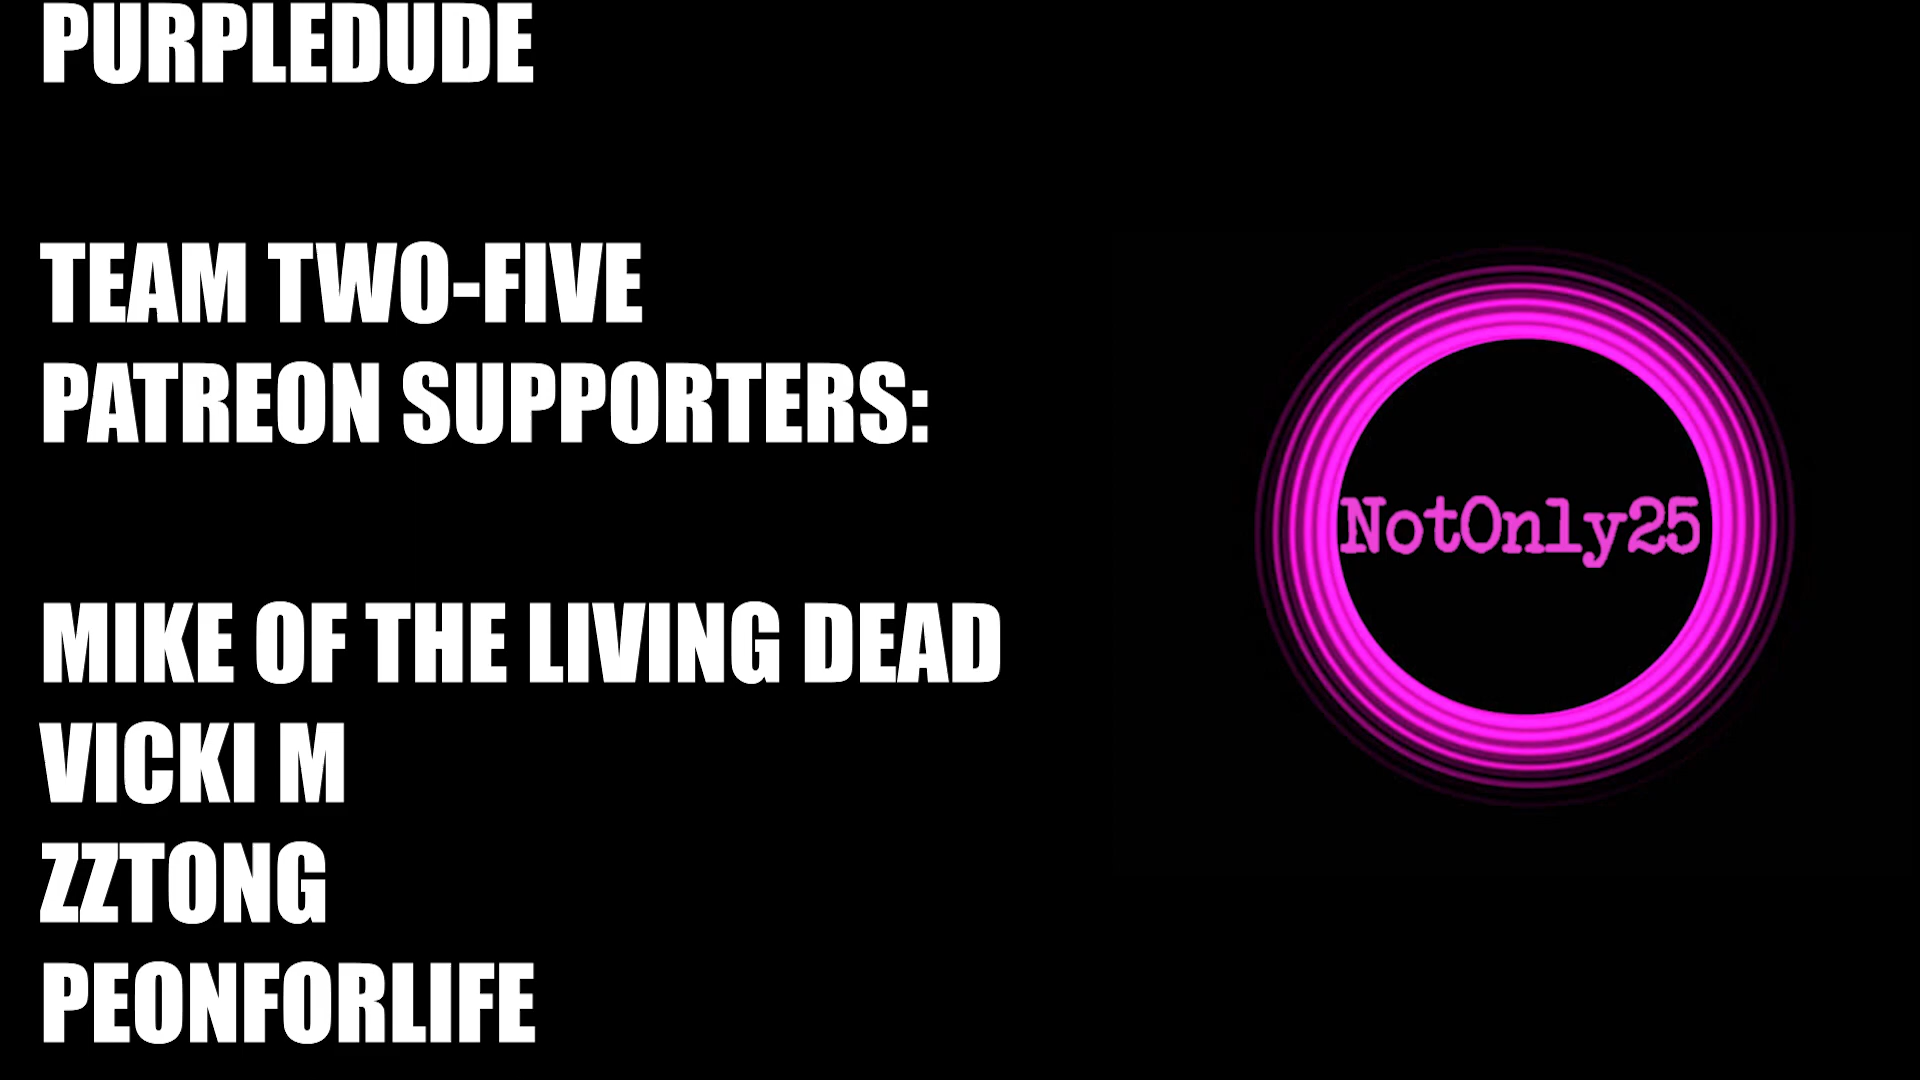 PURPLEDUDE
TEAM TWO-FIVE
PATREON SUPPORTERS:
MIKE OF THE LIVING DEAD
VICKI M
ZZTONG
PEONFORLIFE
NotOnly25